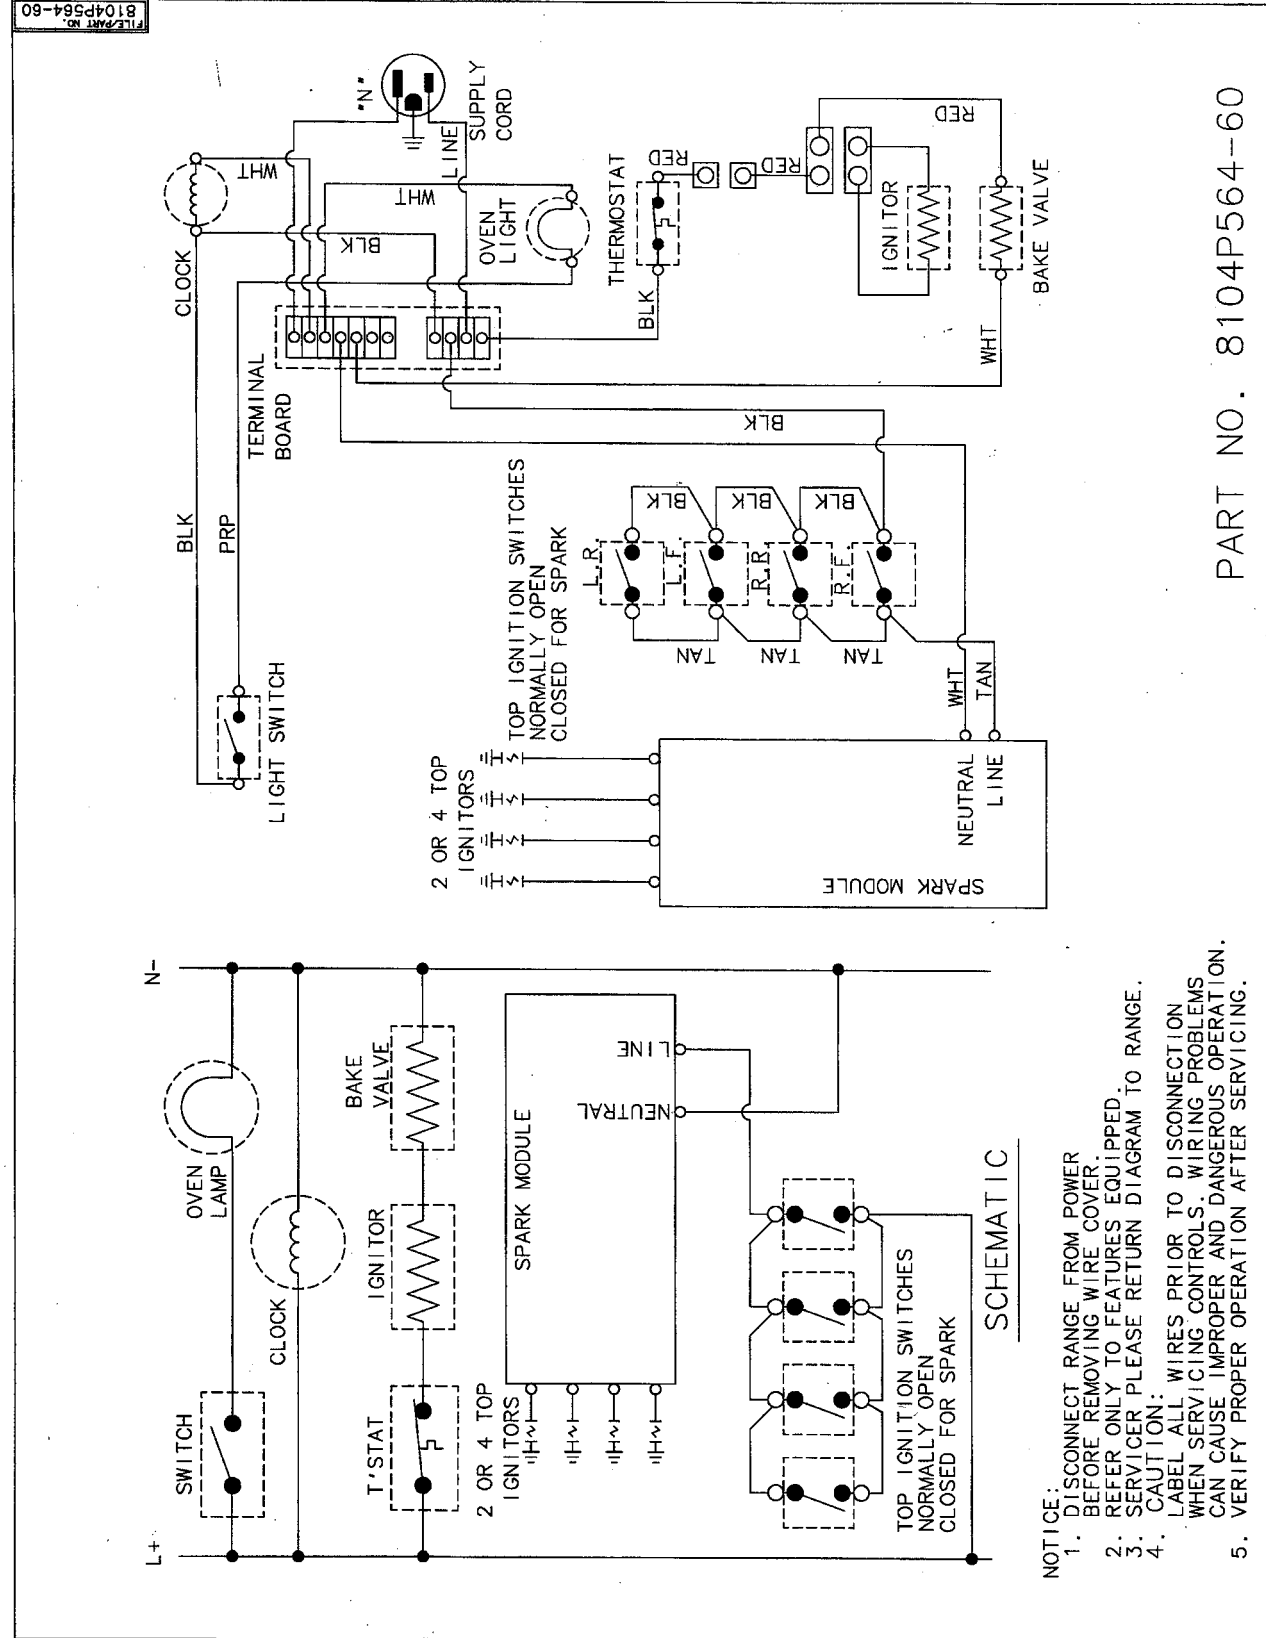 FILE/PART NO.
8104P564-60
"N"
LINE
SUPPLY
CORD
WHT
WHT
CLOCK
BLK
OVEN
LIGHT
THERMOSTAT
RED
RED
RED
IGNITOR
BAKE VALVE
BLK
WHT
TERMINAL
BOARD
BLK
BLK
PRP
LIGHT SWITCH
TOP IGNITION SWITCHES
NORMALLY OPEN
CLOSED FOR SPARK
L.R.
L.F.
R.R.
R.F.
BLK
BLK
BLK
TAN
TAN
TAN
WHT
TAN
2 OR 4 TOP
IGNITORS
NEUTRAL
LINE
SPARK MODULE
PART NO. 8104P564-60
N-
OVEN
LAMP
SWITCH
CLOCK
BAKE
VALVE
IGNITOR
T'STAT
2 OR 4 TOP
IGNITORS
SPARK MODULE
LINE
NEUTRAL
TOP IGNITION SWITCHES
NORMALLY OPEN
CLOSED FOR SPARK
L+
SCHEMATIC
NOTICE:
1. DISCONNECT RANGE FROM POWER
BEFORE REMOVING WIRE COVER.
2. REFER ONLY TO FEATURES EQUIPPED.
3. SERVICER PLEASE RETURN DIAGRAM TO RANGE.
4. CAUTION:
LABEL ALL WIRES PRIOR TO DISCONNECTION
WHEN SERVICING CONTROLS. WIRING PROBLEMS
CAN CAUSE IMPROPER AND DANGEROUS OPERATION.
5. VERIFY PROPER OPERATION AFTER SERVICING.